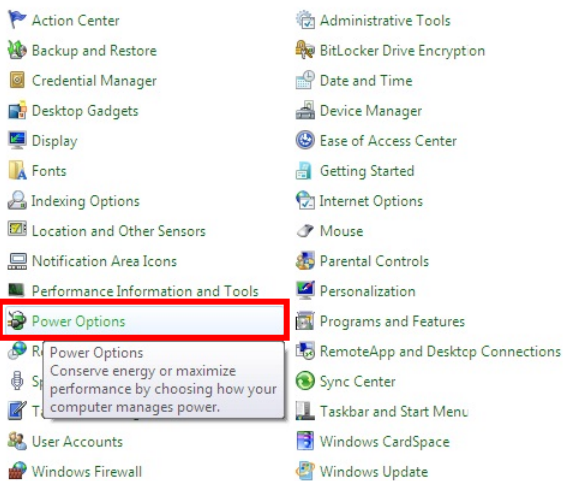 Action Center
Administrative Tools
Backup and Restore
BitLocker Drive Encryption
Credential Manager
Date and Time
Desktop Gadgets
Device Manager
Display
Ease of Access Center
Fonts
Getting Started
Indexing Options
Internet Options
Location and Other Sensors
Mouse
Notification Area Icons
Parental Controls
Performance Information and Tools
Personalization
Power Options
Programs and Features
Power Options
Conserve energy or maximize
performance by choosing how your
computer manages power.
RemoteApp and Desktop Connections
Sync Center
Taskbar and Start Menu
User Accounts
Windows CardSpace
Windows Firewall
Windows Update